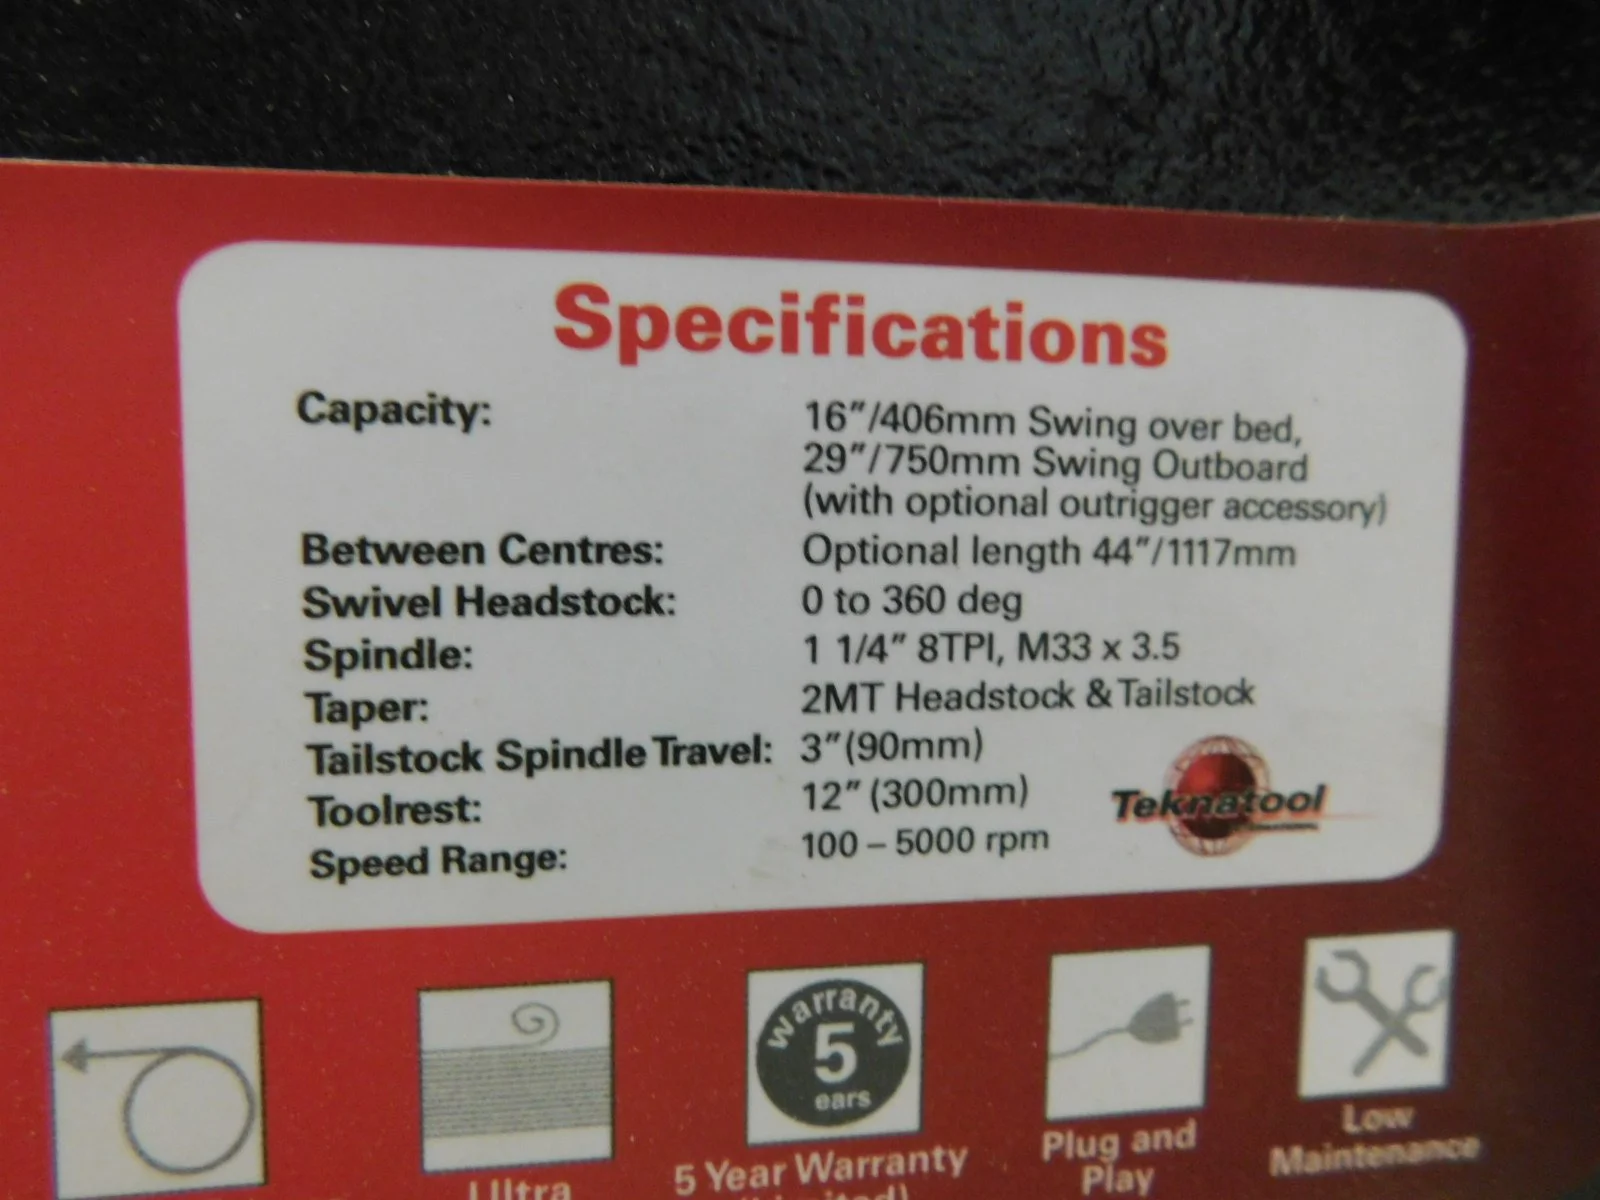 Specifications
Capacity: 16"/406mm Swing over bed,
29"/750mm Swing Outboard
(with optional outrigger accessory)
Between Centres: Optional length 44"/1117mm
Swivel Headstock: 0 to 360 deg
Spindle: 1 1/4" 8TPI, M33 x 3.5
Taper: 2MT Headstock & Tailstock
Tailstock Spindle Travel: 3"(90mm)
Toolrest: 12" (300mm)
Speed Range: 100 – 5000 rpm
Teknatool
warranty
5
ears
Ultra
5 Year Warranty
Plug and
Play
Low
Maintenance